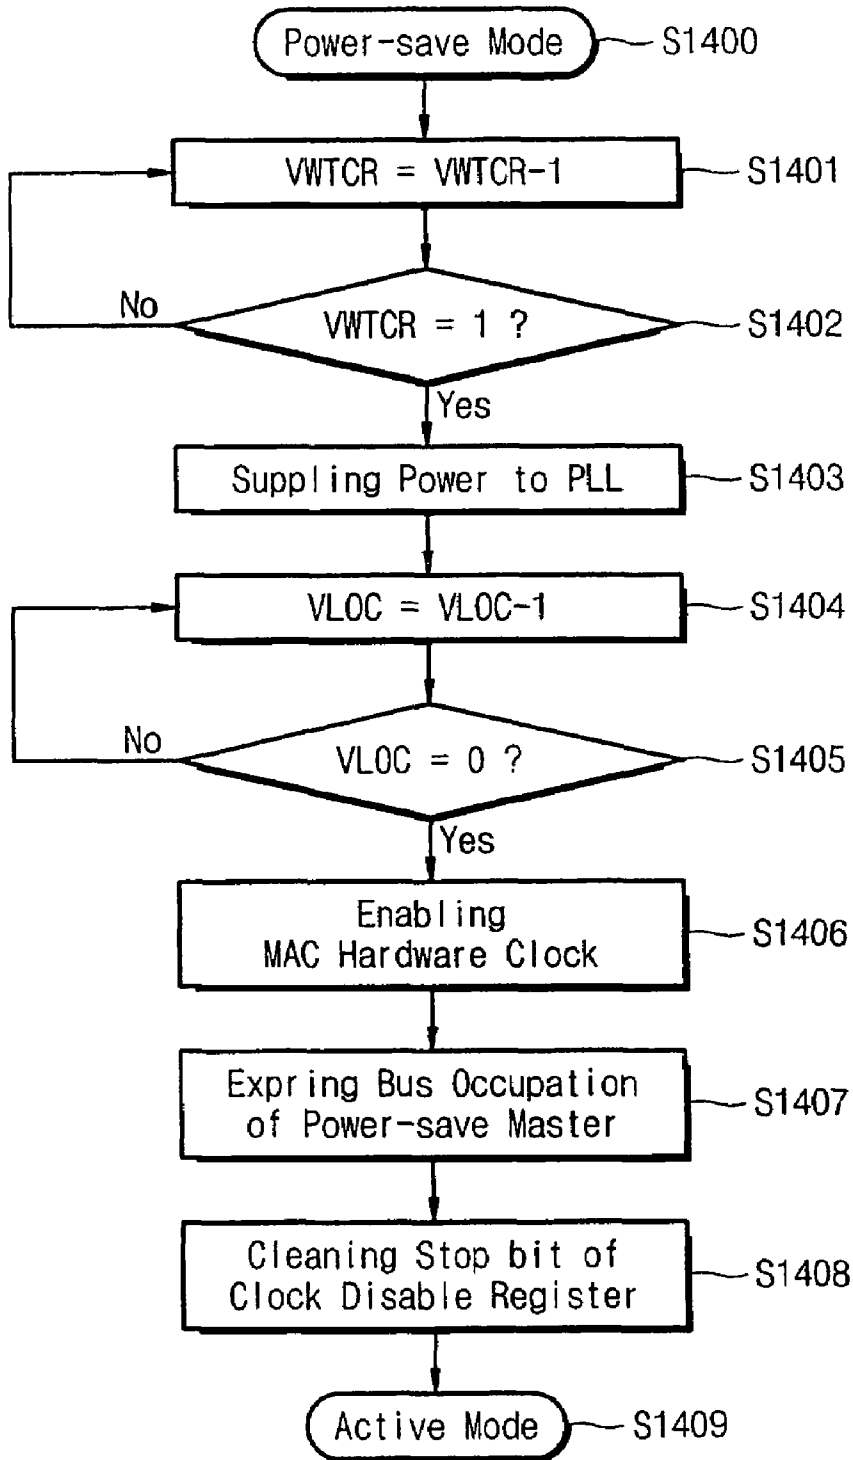 Power-save Mode S1400
VWTCR = VWTCR-1 S1401
No
VWTCR = 1 ? S1402
Yes
Suppling Power to PLL S1403
VLOC = VLOC-1 S1404
No
VLOC = 0 ? S1405
Yes
Enabling
MAC Hardware Clock S1406
Expring Bus Occupation
of Power-save Master S1407
Cleaning Stop bit of
Clock Disable Register S1408
Active Mode S1409